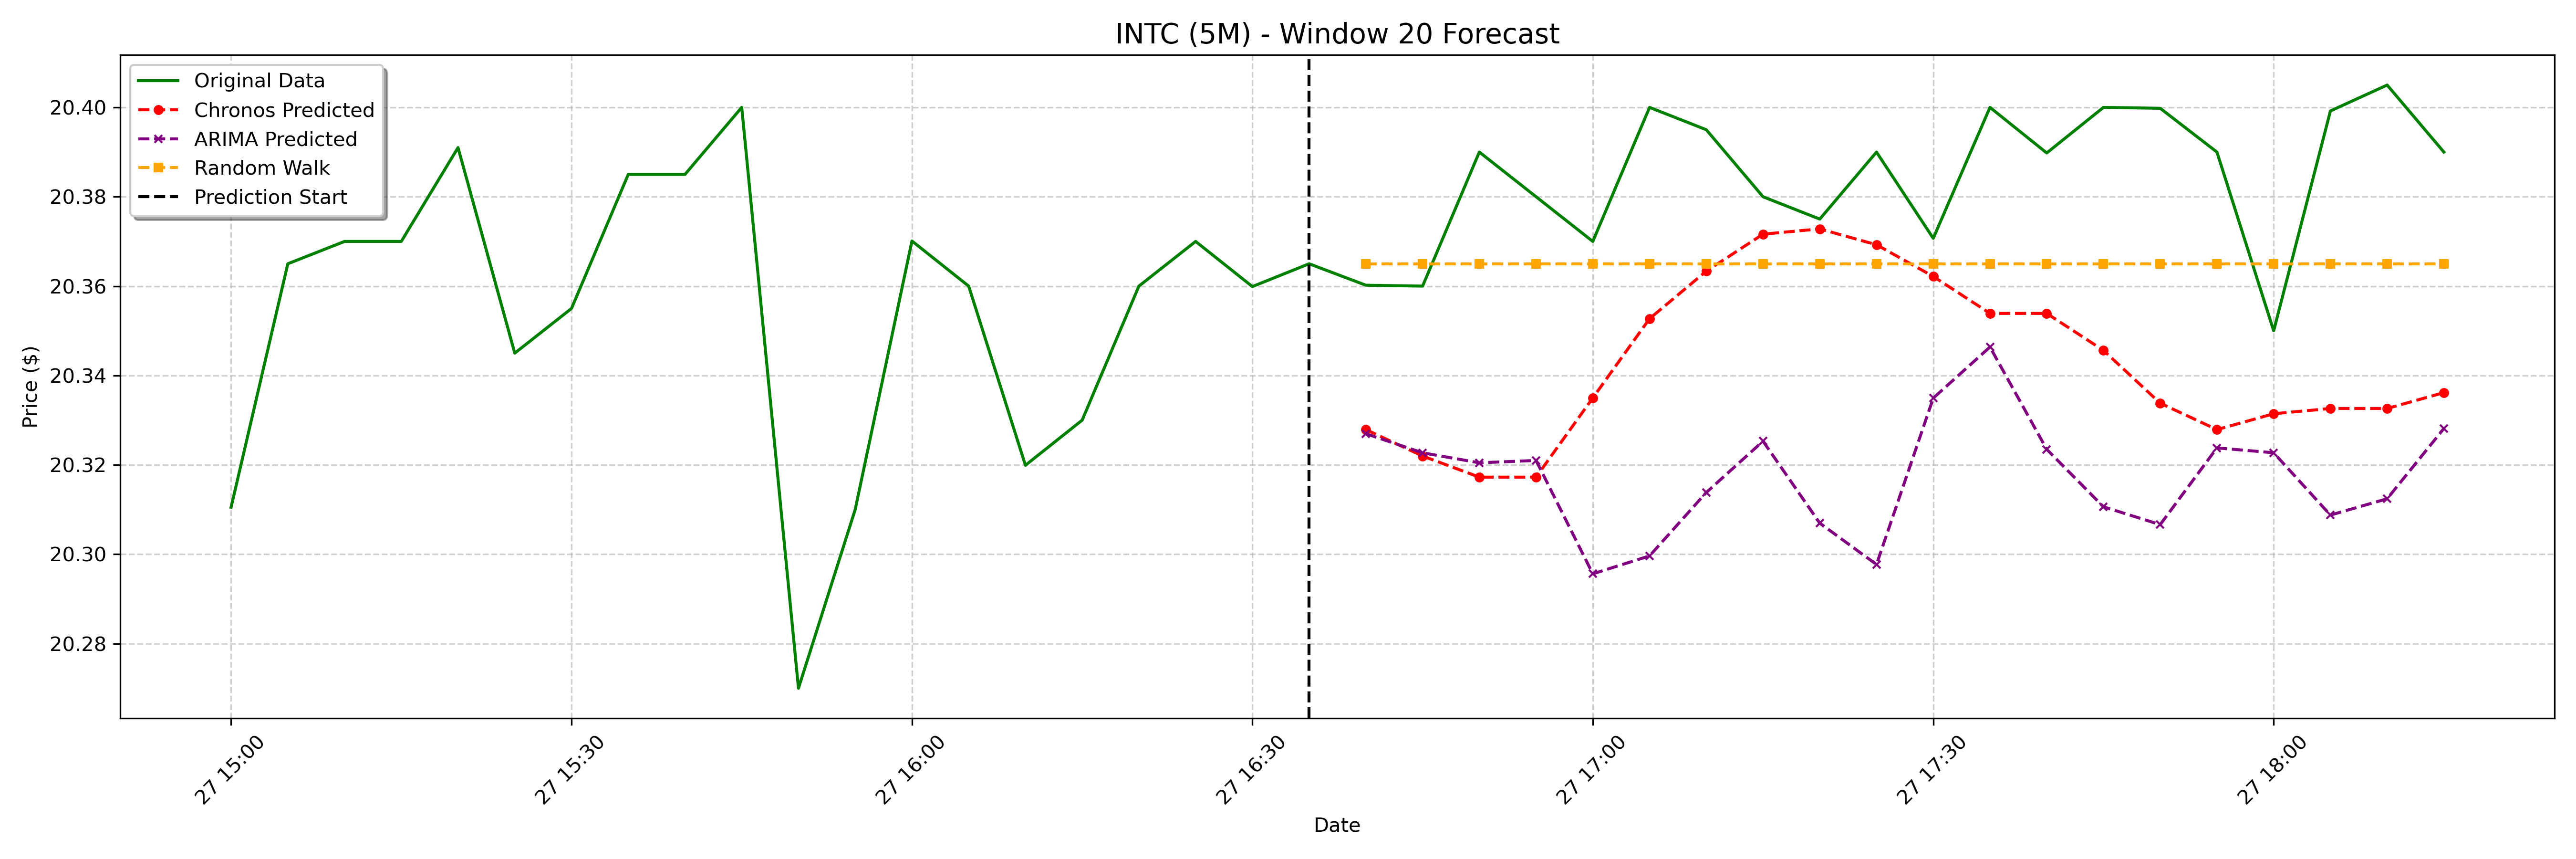 INTC (5M) - Window 20 Forecast
Original Data
Chronos Predicted
ARIMA Predicted
Random Walk
Prediction Start
Price ($)
20.40
20.38
20.36
20.34
20.32
20.30
20.28
27 15:00
27 15:30
27 16:00
27 16:30
27 17:00
27 17:30
27 18:00
Date